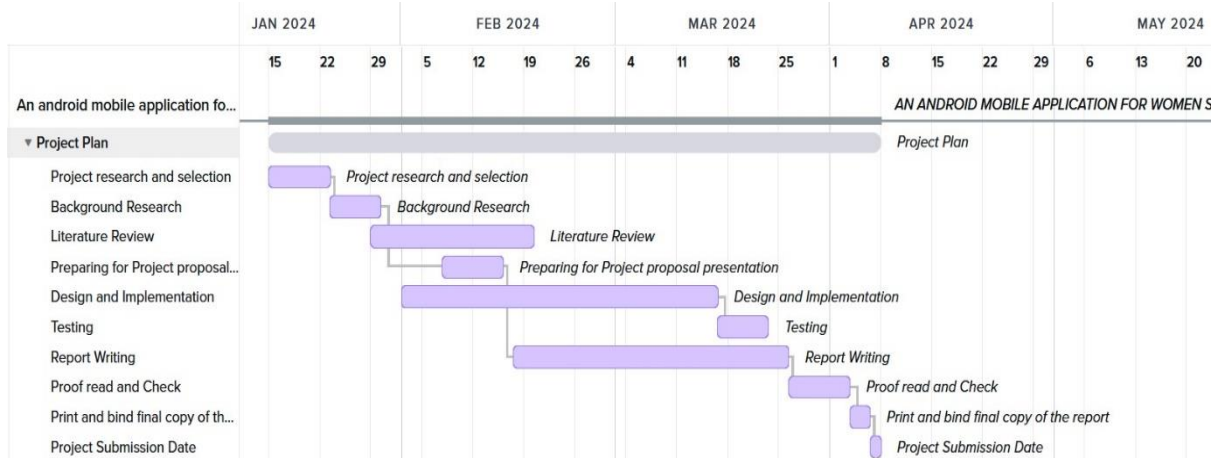 JAN 2024 FEB 2024 MAR 2024 APR 2024 MAY 2024
15 22 29 5 12 19 26 4 11 18 25 1 8 15 22 29 6 13 20
An android mobile application fo... AN ANDROID MOBILE APPLICATION FOR WOMEN S
▼ Project Plan Project Plan
Project research and selection Project research and selection
Background Research Background Research
Literature Review Literature Review
Preparing for Project proposal... Preparing for Project proposal presentation
Design and Implementation Design and Implementation
Testing Testing
Report Writing Report Writing
Proof read and Check Proof read and Check
Print and bind final copy of th... Print and bind final copy of the report
Project Submission Date Project Submission Date